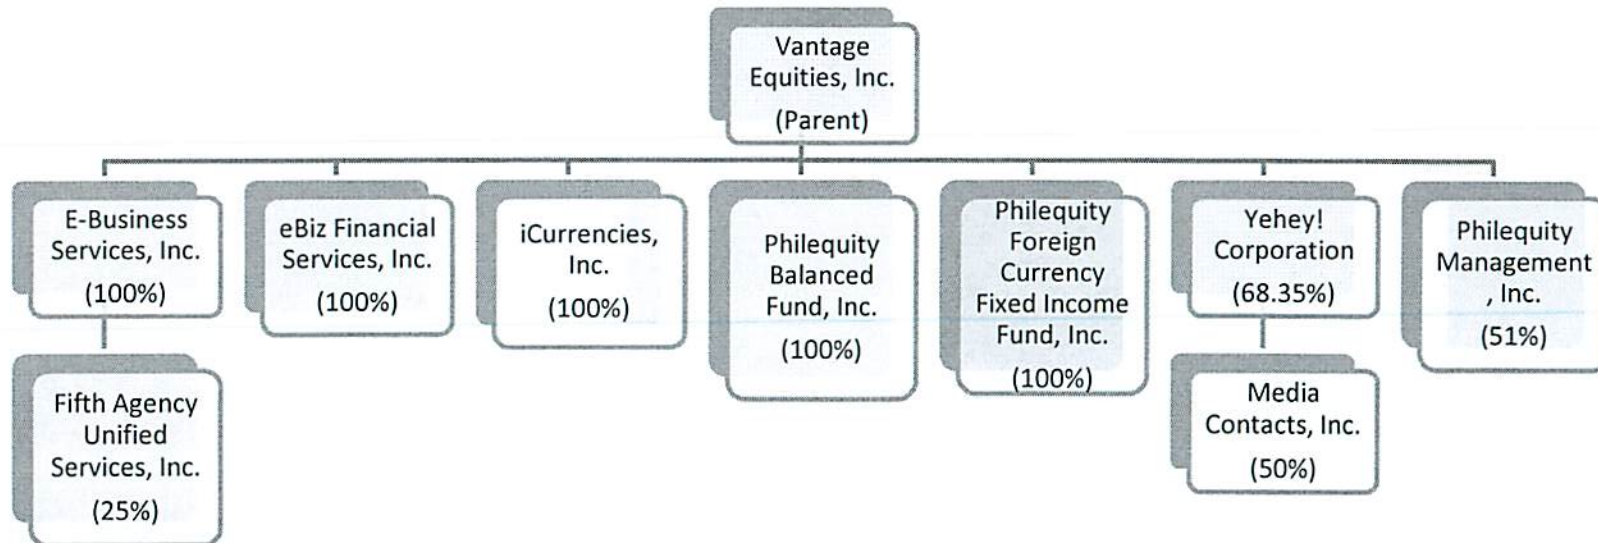 Vantage
Equities, Inc.
(Parent)
E-Business
Services, Inc.
(100%)
eBiz Financial
Services, Inc.
(100%)
iCurrencies,
Inc.
(100%)
Philequity
Balanced
Fund, Inc.
(100%)
Philequity
Foreign
Currency
Fixed Income
Fund, Inc.
(100%)
Yehey!
Corporation
(68.35%)
Philequity
Management
, Inc.
(51%)
Fifth Agency
Unified
Services, Inc.
(25%)
Media
Contacts, Inc.
(50%)